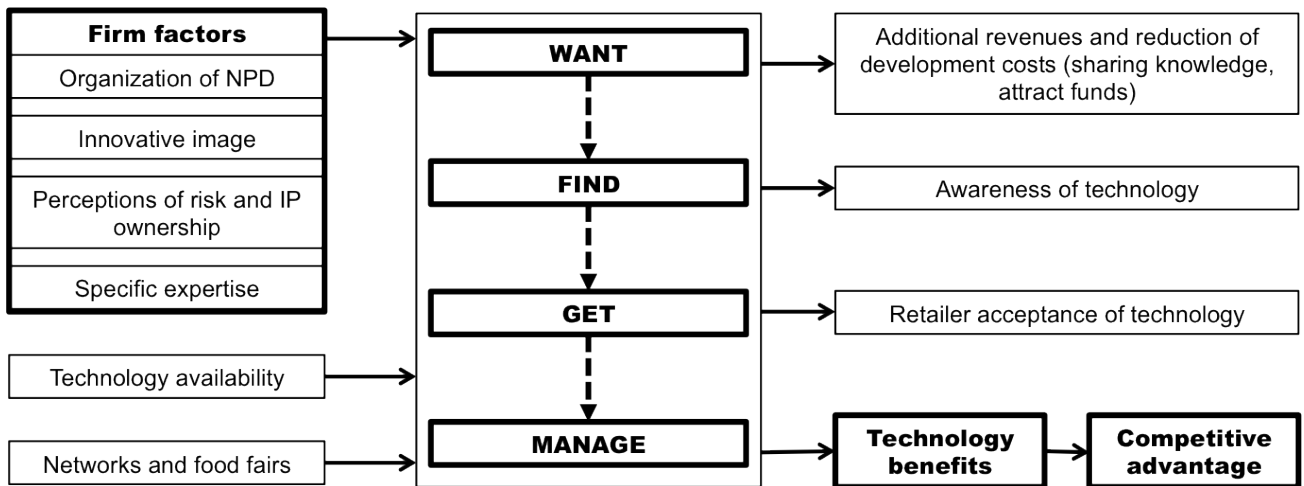 Firm factors
Organization of NPD
Innovative image
Perceptions of risk and IP
ownership
Specific expertise
Technology availability
Networks and food fairs
WANT
FIND
GET
MANAGE
Additional revenues and reduction of
development costs (sharing knowledge,
attract funds)
Awareness of technology
Retailer acceptance of technology
Technology
benefits
Competitive
advantage